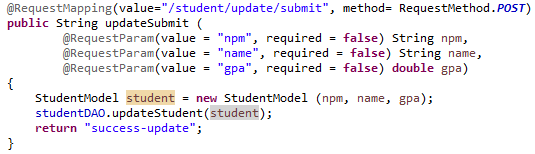 @RequestMapping(value="/student/update/submit", method= RequestMethod.POST)
public String updateSubmit (
@RequestParam(value = "npm", required = false) String npm,
@RequestParam(value = "name", required = false) String name,
@RequestParam(value = "gpa", required = false) double gpa)
{
StudentModel student = new StudentModel (npm, name, gpa);
studentDAO.updateStudent(student);
return "success-update";
}